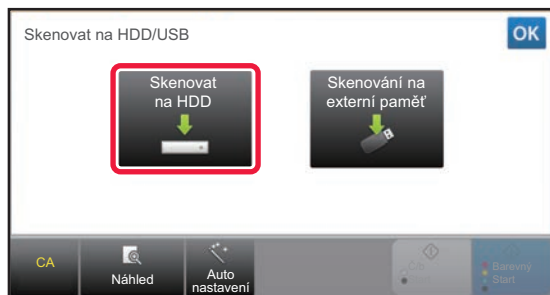 Skenovat na HDD/USB
OK
Skenovat
na HDD
Skenování na
externí paměť
CA
Náhled
Auto
nastavení
Barevný
Start